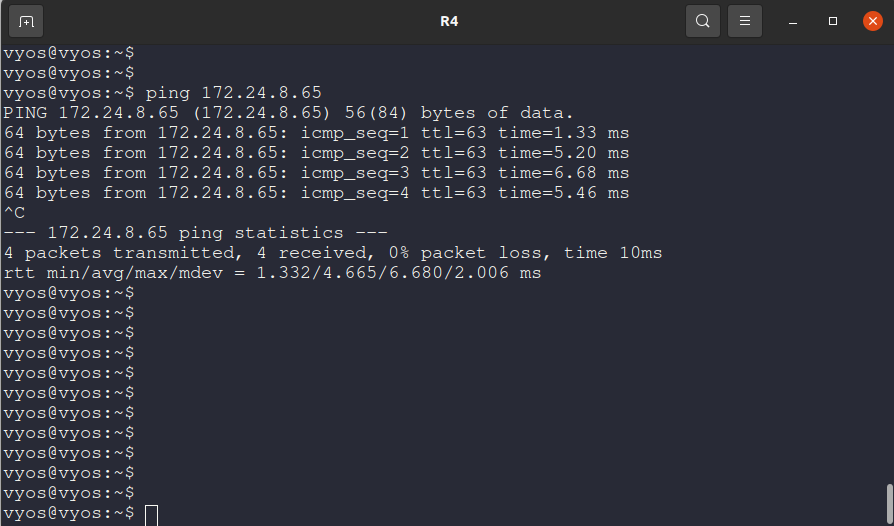 R4
vyos@vyos:~$
vyos@vyos:~$
vyos@vyos:~$ ping 172.24.8.65
PING 172.24.8.65 (172.24.8.65) 56(84) bytes of data.
64 bytes from 172.24.8.65: icmp_seq=1 ttl=63 time=1.33 ms
64 bytes from 172.24.8.65: icmp_seq=2 ttl=63 time=5.20 ms
64 bytes from 172.24.8.65: icmp_seq=3 ttl=63 time=6.68 ms
64 bytes from 172.24.8.65: icmp_seq=4 ttl=63 time=5.46 ms
^C
--- 172.24.8.65 ping statistics ---
4 packets transmitted, 4 received, 0% packet loss, time 10ms
rtt min/avg/max/mdev = 1.332/4.665/6.680/2.006 ms
vyos@vyos:~$
vyos@vyos:~$
vyos@vyos:~$
vyos@vyos:~$
vyos@vyos:~$
vyos@vyos:~$
vyos@vyos:~$
vyos@vyos:~$
vyos@vyos:~$
vyos@vyos:~$
vyos@vyos:~$
vyos@vyos:~$